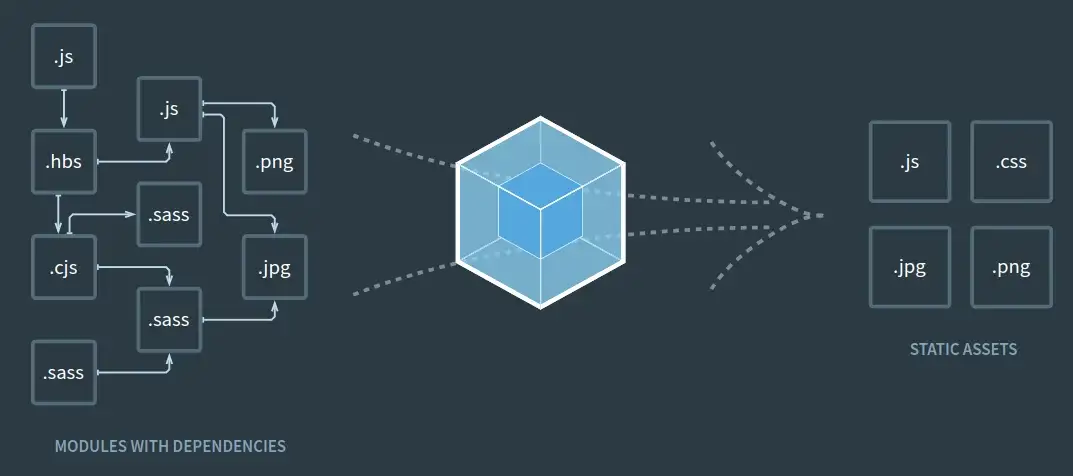 .js
.js
.hbs
.png
.sass
.cjs
.jpg
.sass
.sass
MODULES WITH DEPENDENCIES
.js
.css
.jpg
.png
STATIC ASSETS